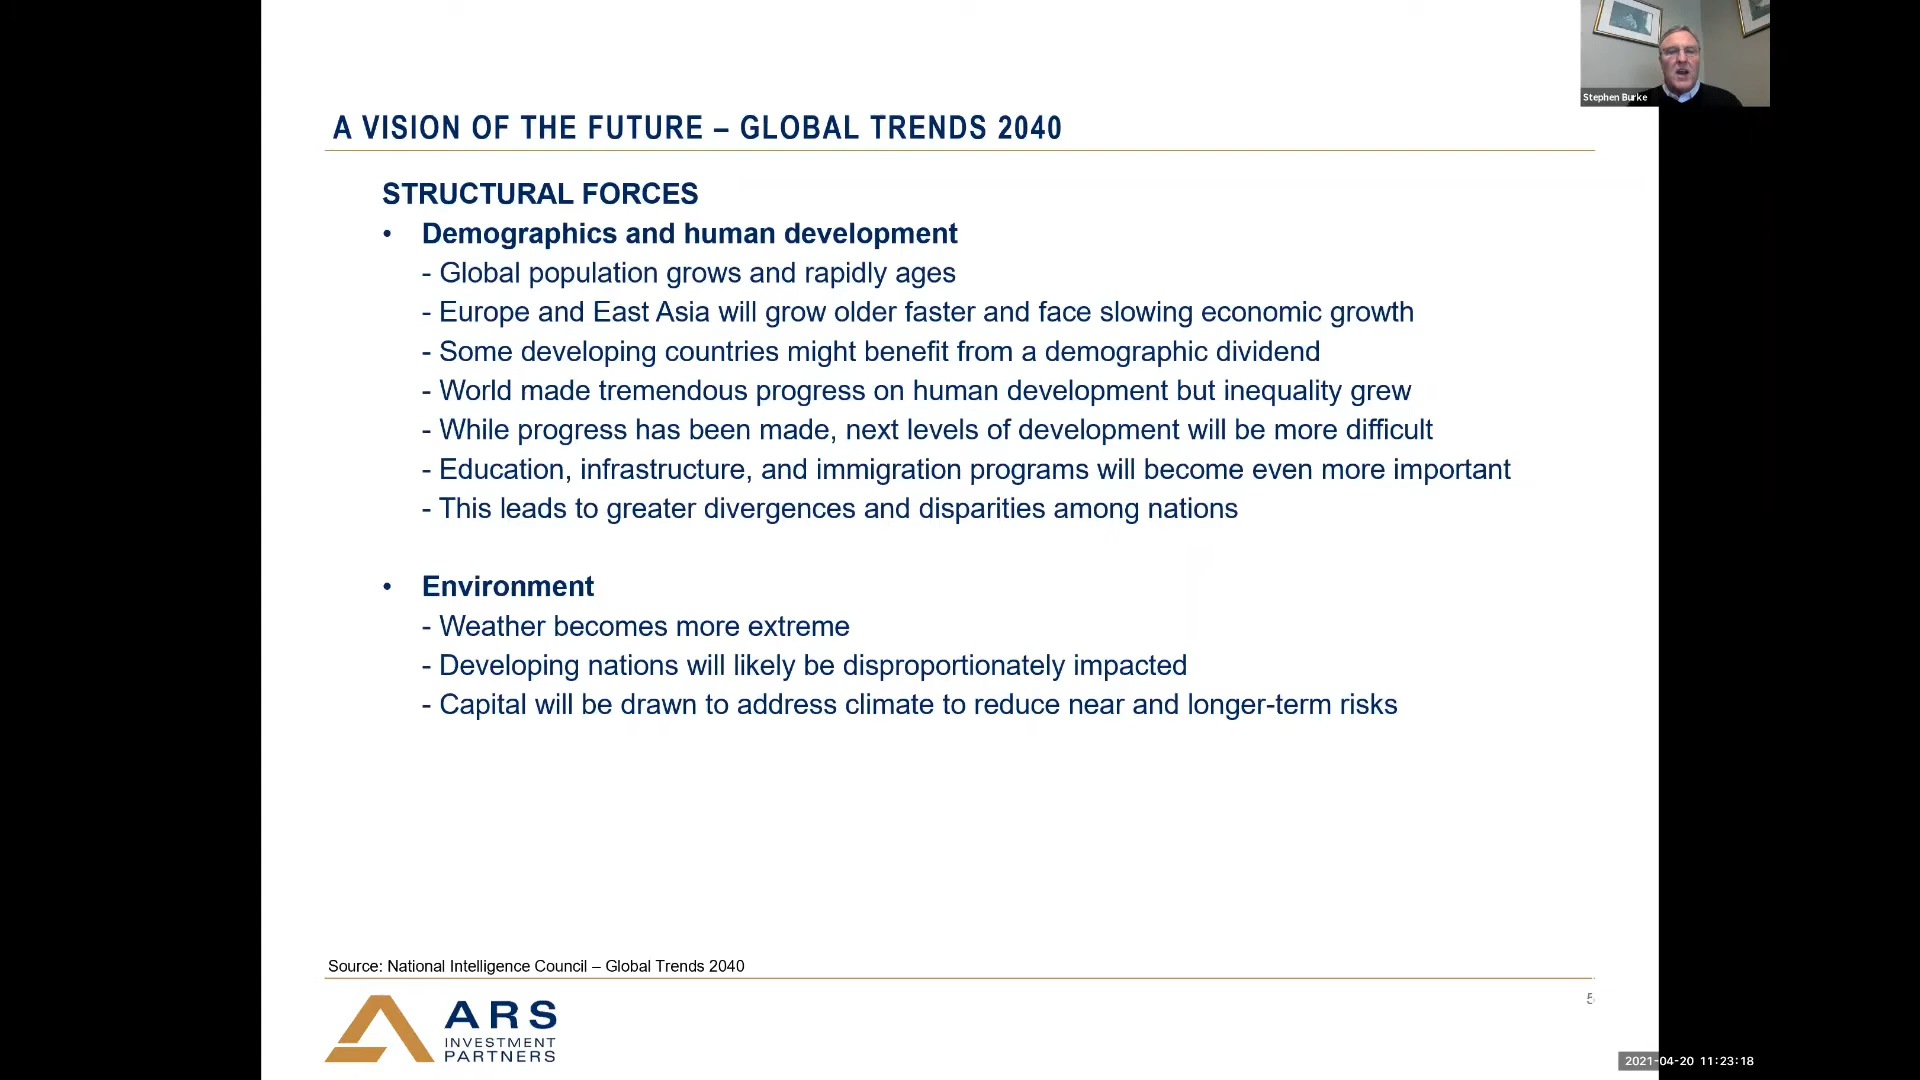 Stephen Burke
A VISION OF THE FUTURE – GLOBAL TRENDS 2040
STRUCTURAL FORCES
• Demographics and human development
- Global population grows and rapidly ages
- Europe and East Asia will grow older faster and face slowing economic growth
- Some developing countries might benefit from a demographic dividend
- World made tremendous progress on human development but inequality grew
- While progress has been made, next levels of development will be more difficult
- Education, infrastructure, and immigration programs will become even more important
- This leads to greater divergences and disparities among nations
• Environment
- Weather becomes more extreme
- Developing nations will likely be disproportionately impacted
- Capital will be drawn to address climate to reduce near and longer-term risks
Source: National Intelligence Council – Global Trends 2040
5
ARS
INVESTMENT
PARTNERS
2021-04-20 11:23:18